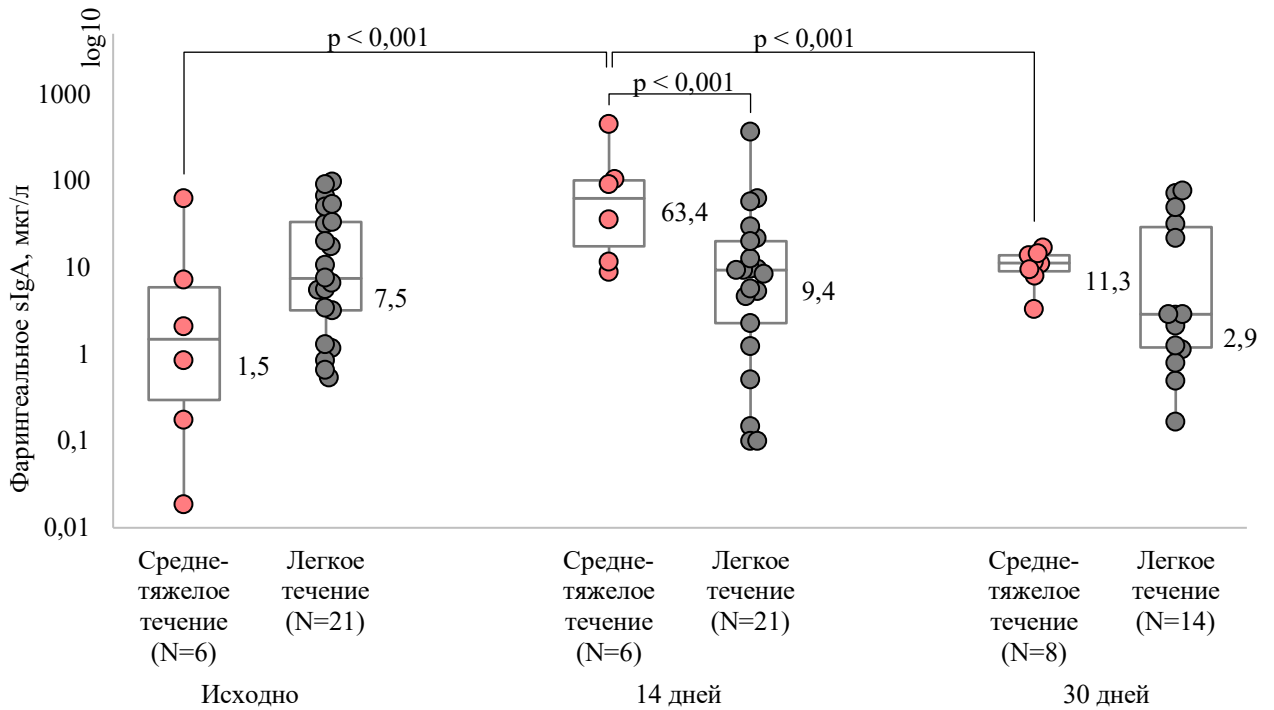 log10
p < 0,001
p < 0,001
p < 0,001
Фарингеальное sIgA, мкг/л
1000
100
10
1
0,1
0,01
1,5
7,5
63,4
9,4
11,3
2,9
Средне-
тяжелое
течение
(N=6)
Легкое
течение
(N=21)
Средне-
тяжелое
течение
(N=6)
Легкое
течение
(N=21)
Средне-
тяжелое
течение
(N=8)
Легкое
течение
(N=14)
Исходно
14 дней
30 дней